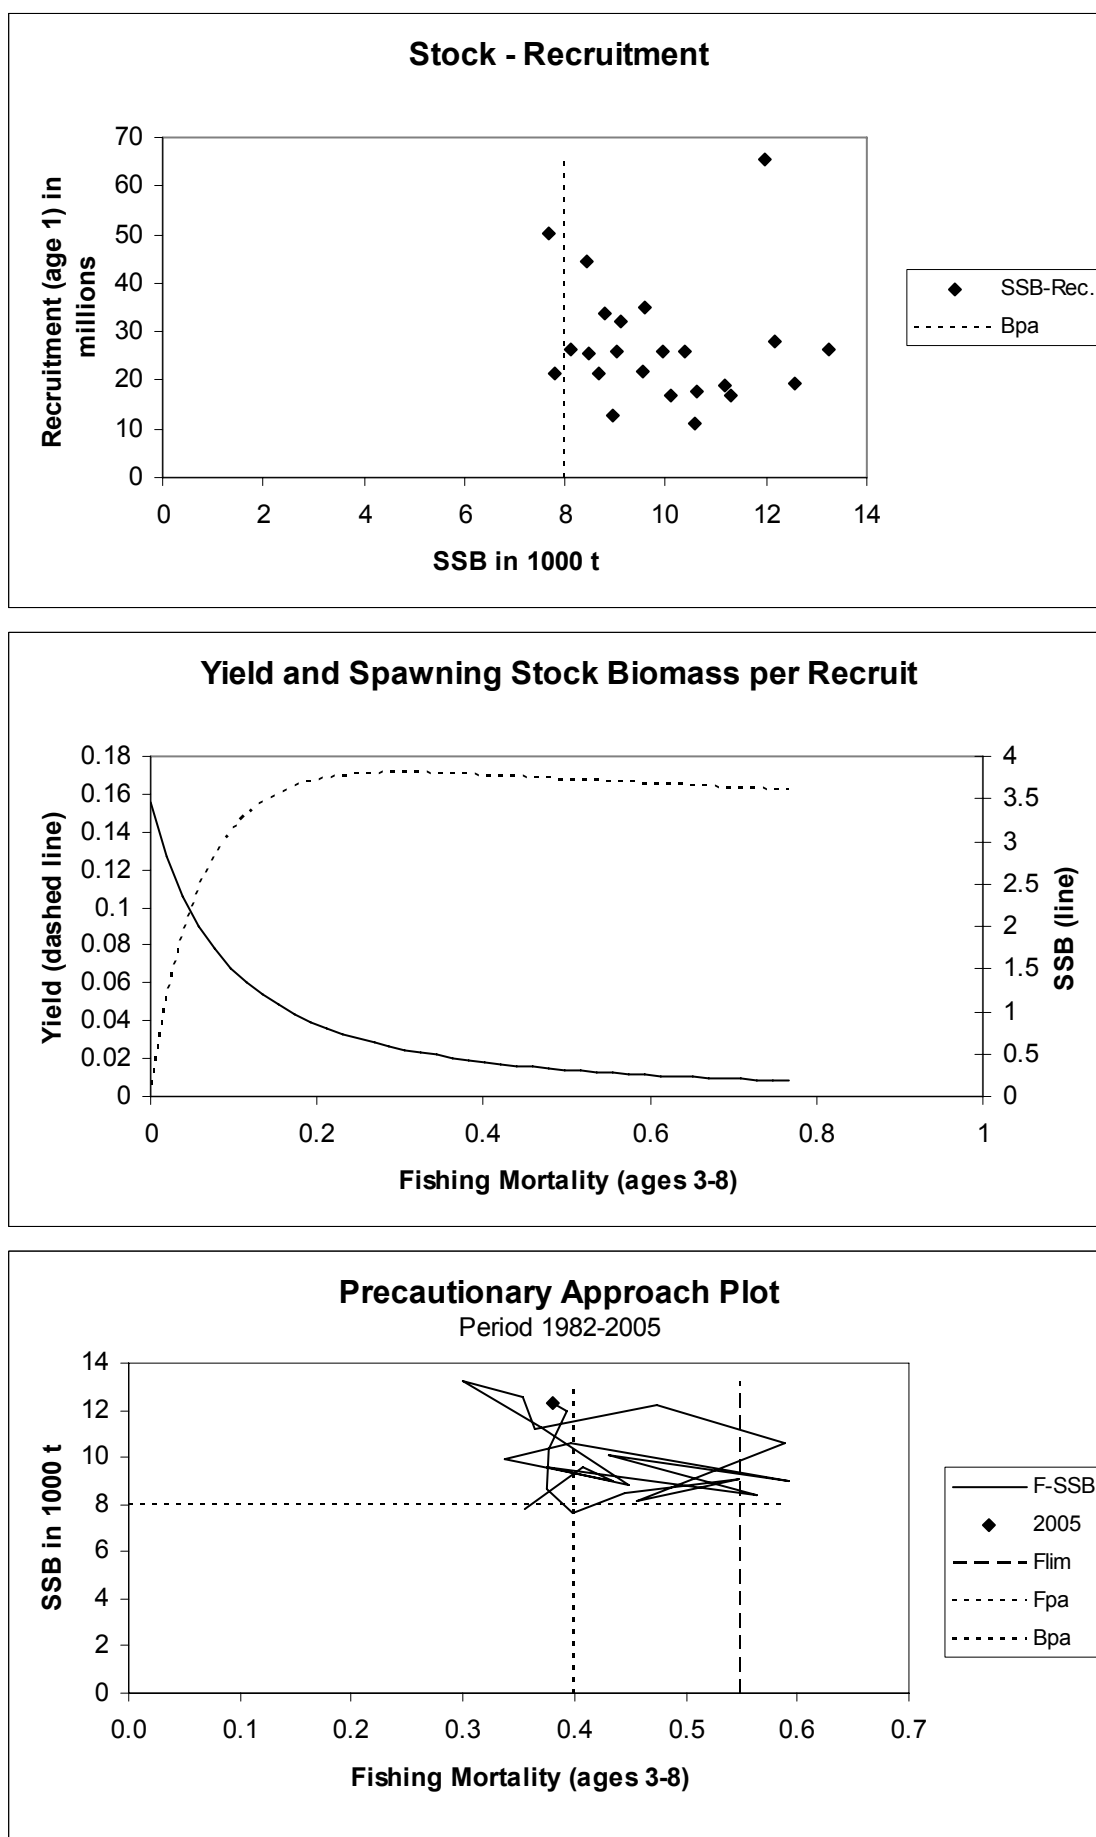 Stock - Recruitment
Recruitment (age 1) in
millions
70
60
50
40
30
20
10
0
0 2 4 6 8 10 12 14
SSB in 1000 t
SSB-Rec.
Bpa
Yield and Spawning Stock Biomass per Recruit
Yield (dashed line)
0.18
0.16
0.14
0.12
0.1
0.08
0.06
0.04
0.02
0
4
3.5
3
2.5
2
1.5
1
0.5
0
SSB (line)
0 0.2 0.4 0.6 0.8 1
Fishing Mortality (ages 3-8)
Precautionary Approach Plot
Period 1982-2005
SSB in 1000 t
14
12
10
8
6
4
2
0
0.0 0.1 0.2 0.3 0.4 0.5 0.6 0.7
Fishing Mortality (ages 3-8)
F-SSB
2005
Flim
Fpa
Bpa